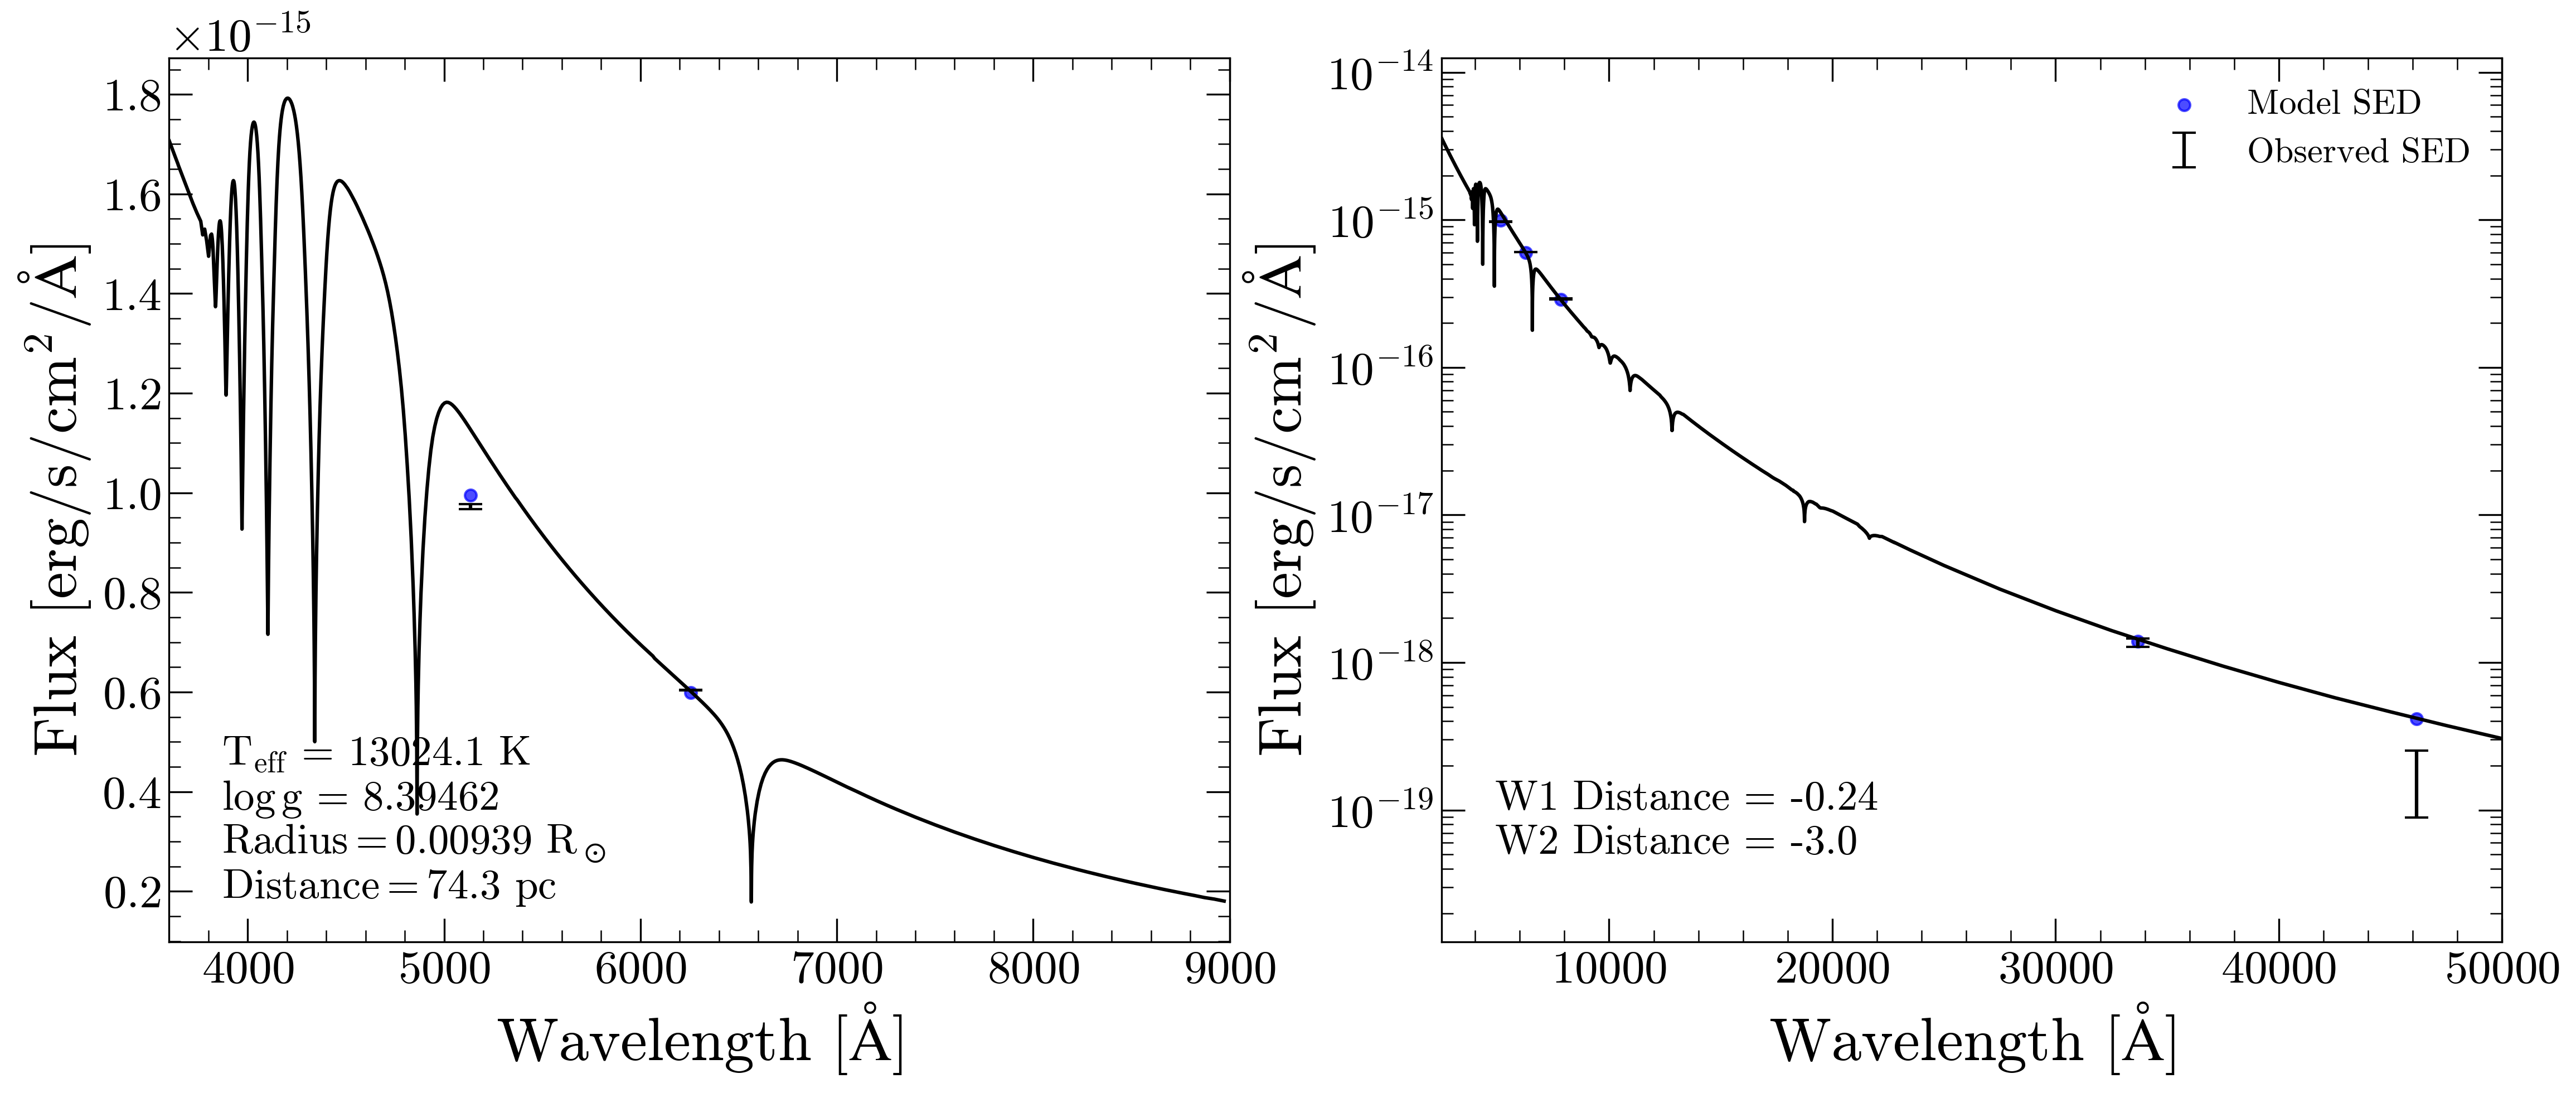 ×10⁻¹⁵
1.8
1.6
1.4
1.2
1.0
0.8
0.6
0.4
0.2
Flux [erg/s/cm²/Å]
T_eff = 13024.1 K
log g = 8.39462
Radius = 0.00939 R_⊙
Distance = 74.3 pc
4000 5000 6000 7000 8000 9000
Wavelength [Å]
10⁻¹⁴
10⁻¹⁵
10⁻¹⁶
10⁻¹⁷
10⁻¹⁸
10⁻¹⁹
Flux [erg/s/cm²/Å]
Model SED
Observed SED
W1 Distance = -0.24
W2 Distance = -3.0
10000 20000 30000 40000 50000
Wavelength [Å]